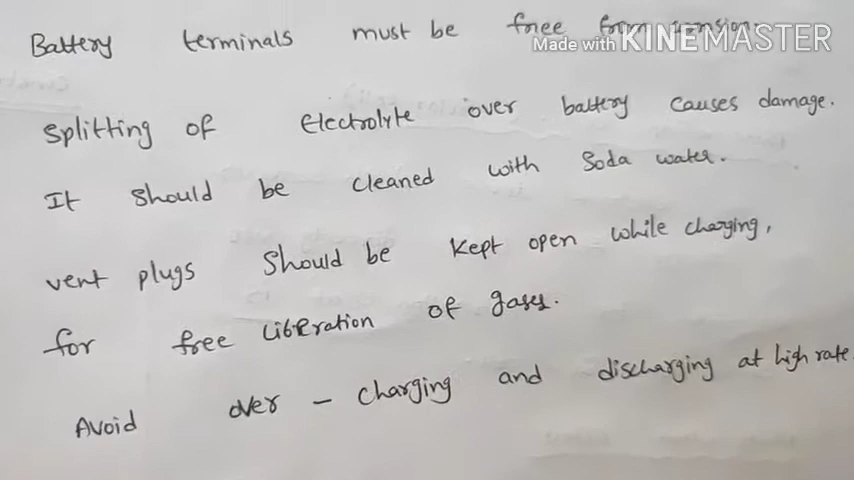 Battery terminals must be free from tension.
Made with KINEMASTER
Splitting of Electrolyte over battery causes damage.
It should be cleaned with Soda water.
vent plugs should be kept open while charging,
for free Liberation of gases.
Avoid over - charging and discharging at high rate.